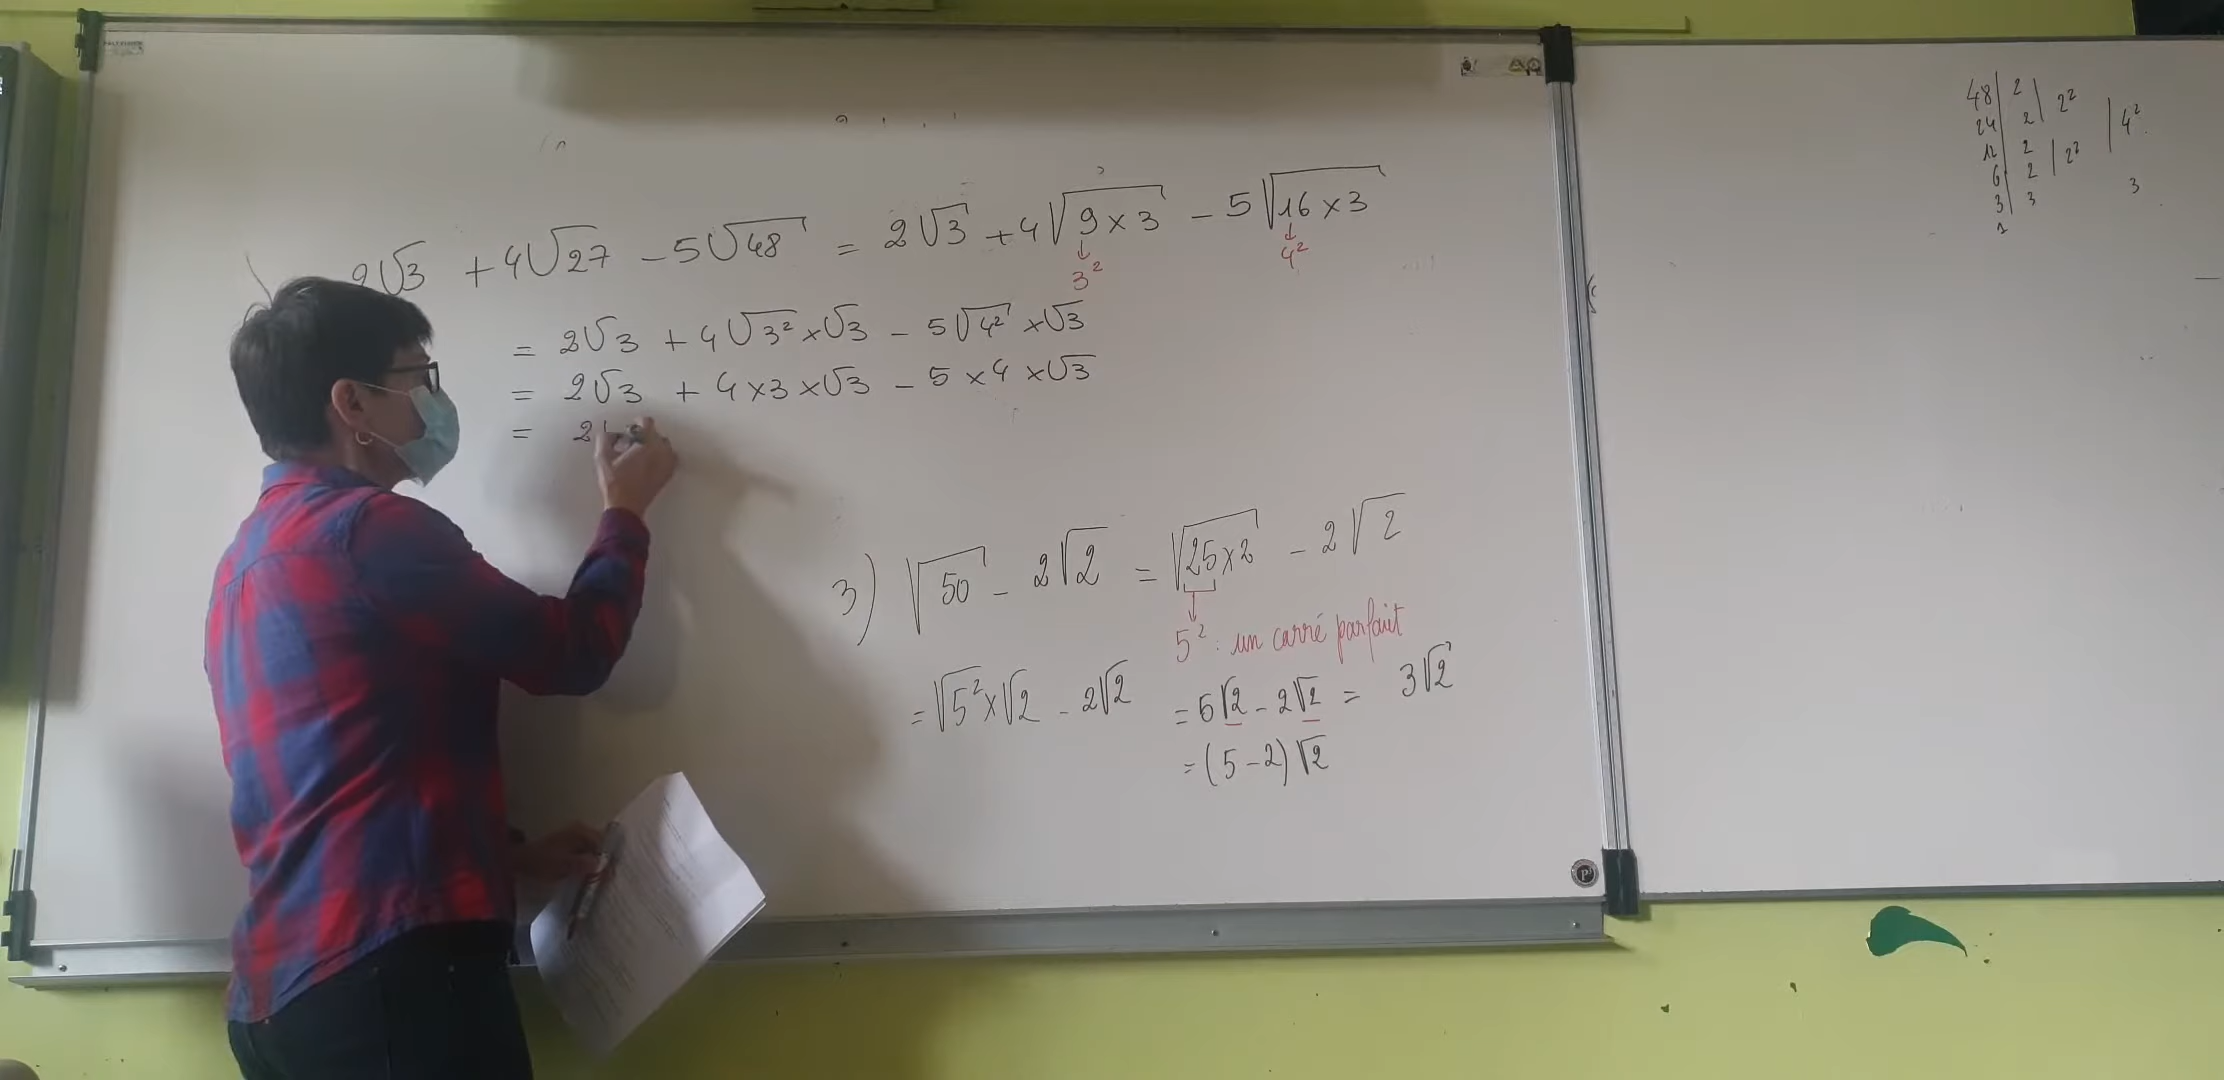 2√3 + 4√27 − 5√48 = 2√3 + 4√9 × 3 − 5√16 × 3
↓ 3²
↓ 4²
= 2√3 + 4√3² × √3 − 5√4² × √3
= 2√3 + 4 × 3 × √3 − 5 × 4 × √3
= 2
3) √50 − 2√2 = √25 × 2 − 2√2
↓
5² : un carré parfait
= √5² × √2 − 2√2 = 5√2 − 2√2 = 3√2
= (5 − 2)√2
48 | 2 | 2² | 4²
24 | 2
12 | 2 | 2²
6 | 2
3 | 3 3
1